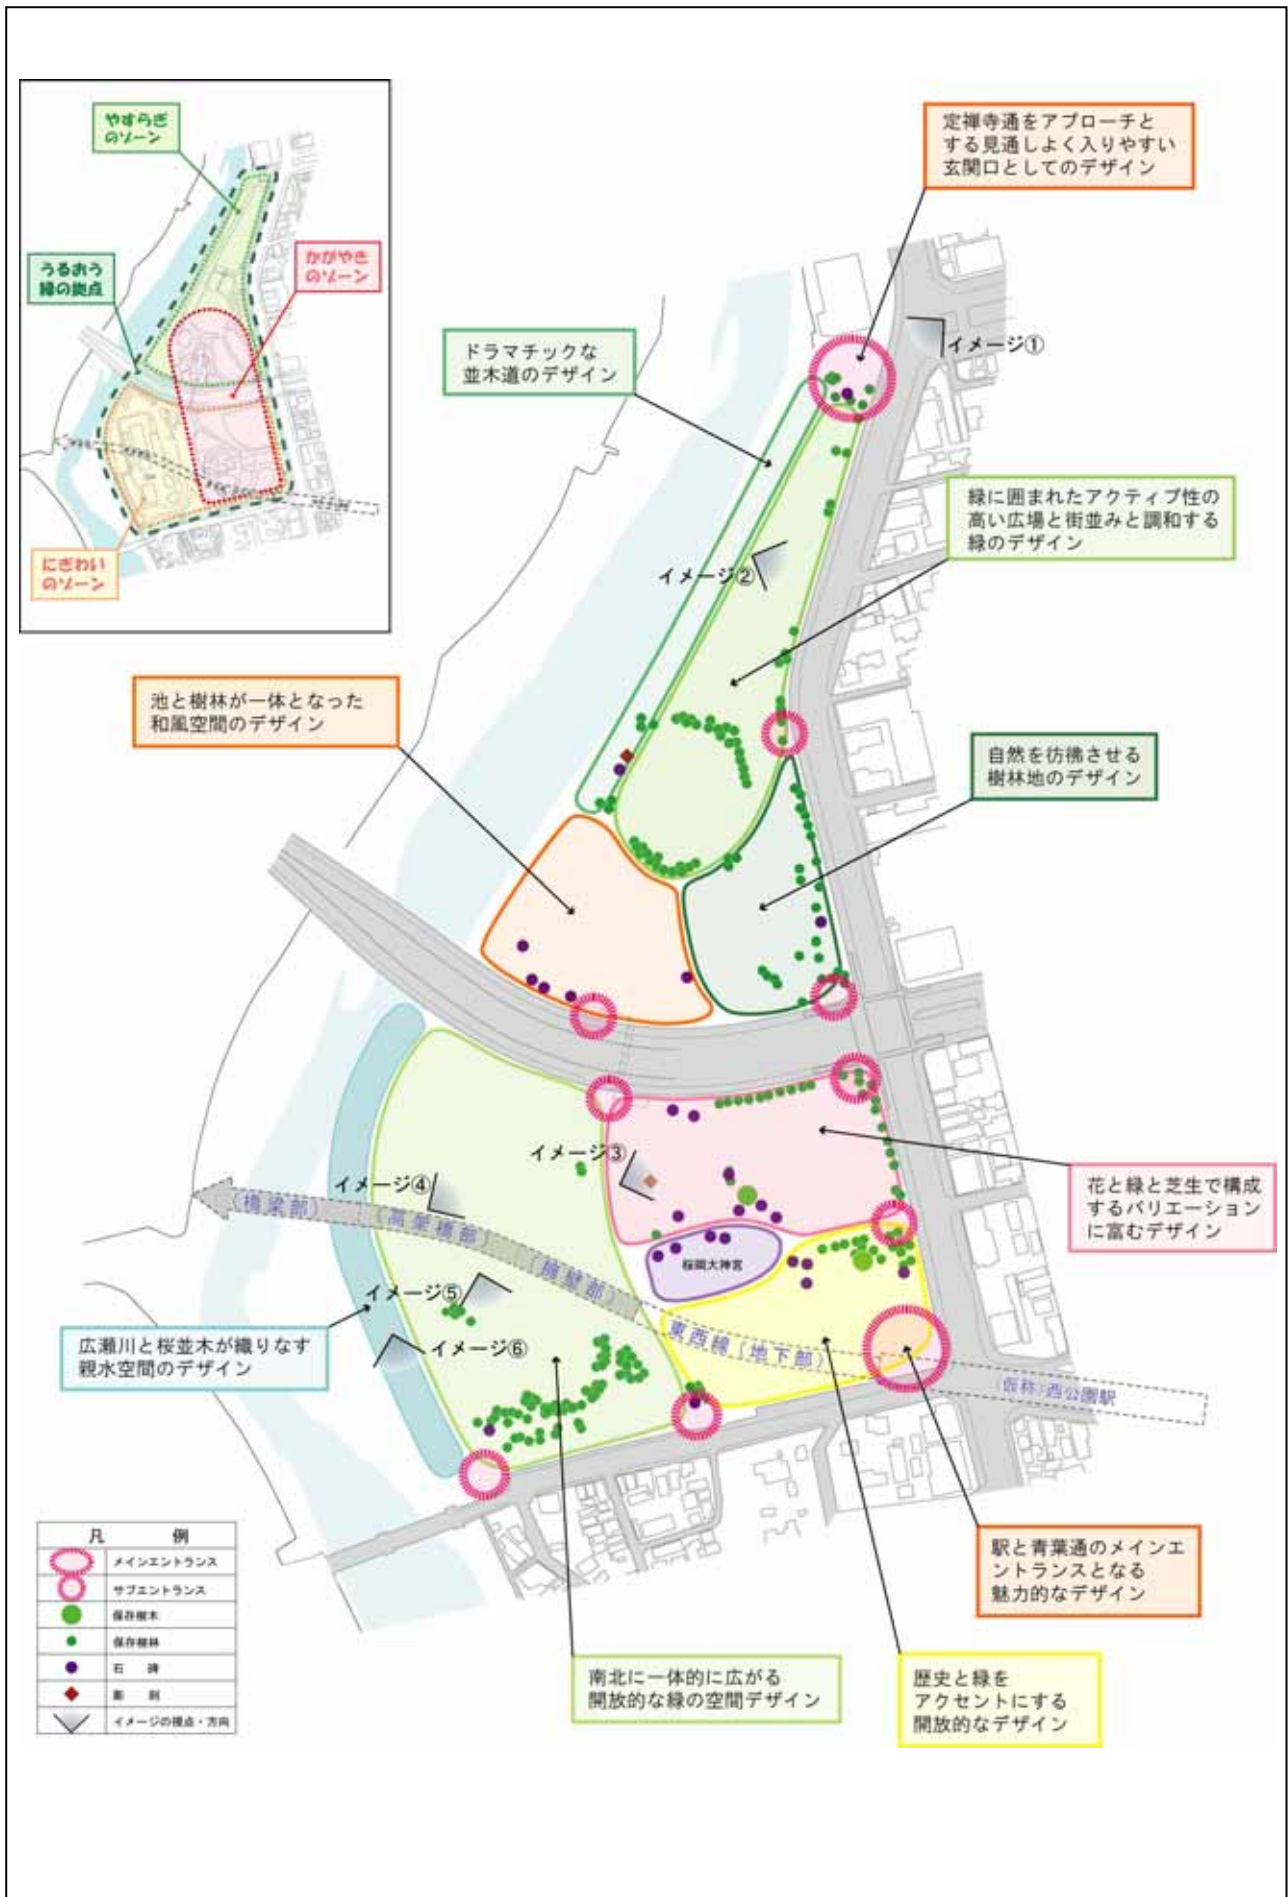 やすらぎ
のゾーン
うるおう
緑の拠点
かがやき
のゾーン
にぎわい
のゾーン
定禅寺通をアプローチと
する見通しよく入りやすい
玄関口としてのデザイン
イメージ①
ドラマチックな
並木道のデザイン
緑に囲まれたアクティブ性の
高い広場と街並みと調和する
緑のデザイン
イメージ②
池と樹林が一体となった
和風空間のデザイン
自然を彷彿させる
樹林地のデザイン
イメージ③
イメージ④
花と緑と芝生で構成
するバリエーション
に富むデザイン
(橋梁部)
(高架橋部)
(擁壁部)
桜岡大神宮
イメージ⑤
イメージ⑥
東西線(地下部)
(仮称)西公園駅
広瀬川と桜並木が織りなす
親水空間のデザイン
駅と青葉通のメインエ
ントランスとなる
魅力的なデザイン
南北に一体的に広がる
開放的な緑の空間デザイン
歴史と緑を
アクセントにする
開放的なデザイン
凡 例
メインエントランス
サブエントランス
保存樹木
保存樹林
石 碑
彫 刻
イメージの視点・方向